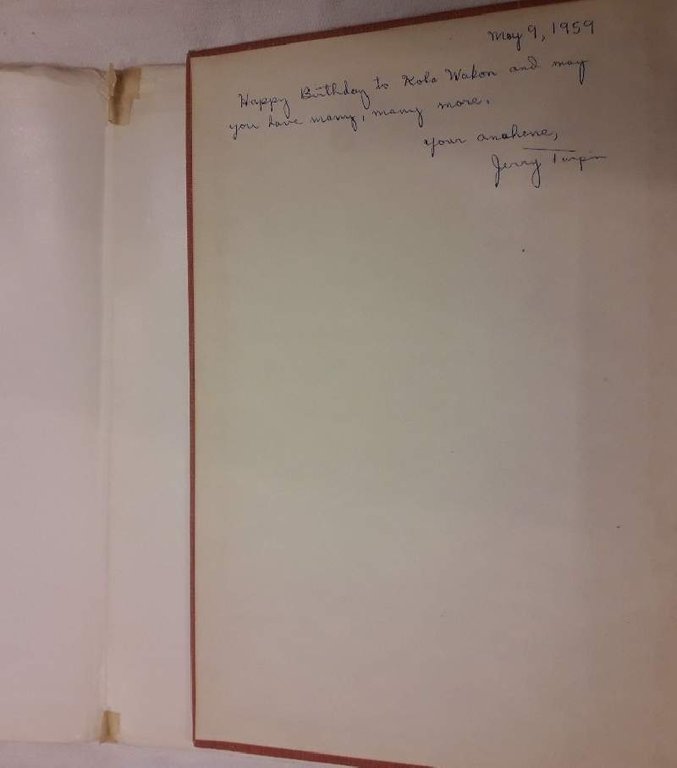 May 9, 1959
Happy Birthday to Kola Wakon and may
you have many, many more.
Your anahene,
Jerry Turpin